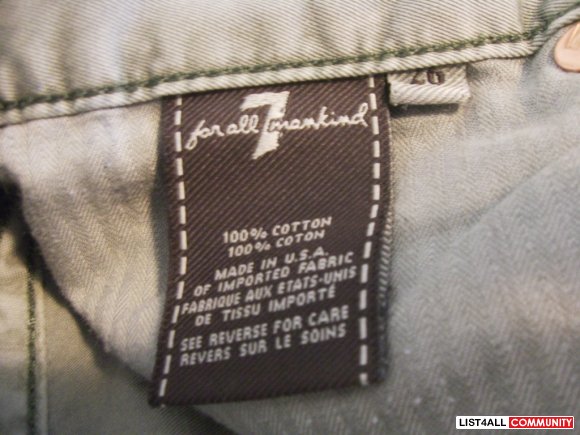 26
for all 7 mankind
100% COTTON
100% COTON
MADE IN U.S.A.
OF IMPORTED FABRIC
FABRIQUE AUX ETATS-UNIS
DE TISSU IMPORTÉ
SEE REVERSE FOR CARE
REVERS SUR LE SOINS
LIST4ALL COMMUNITY